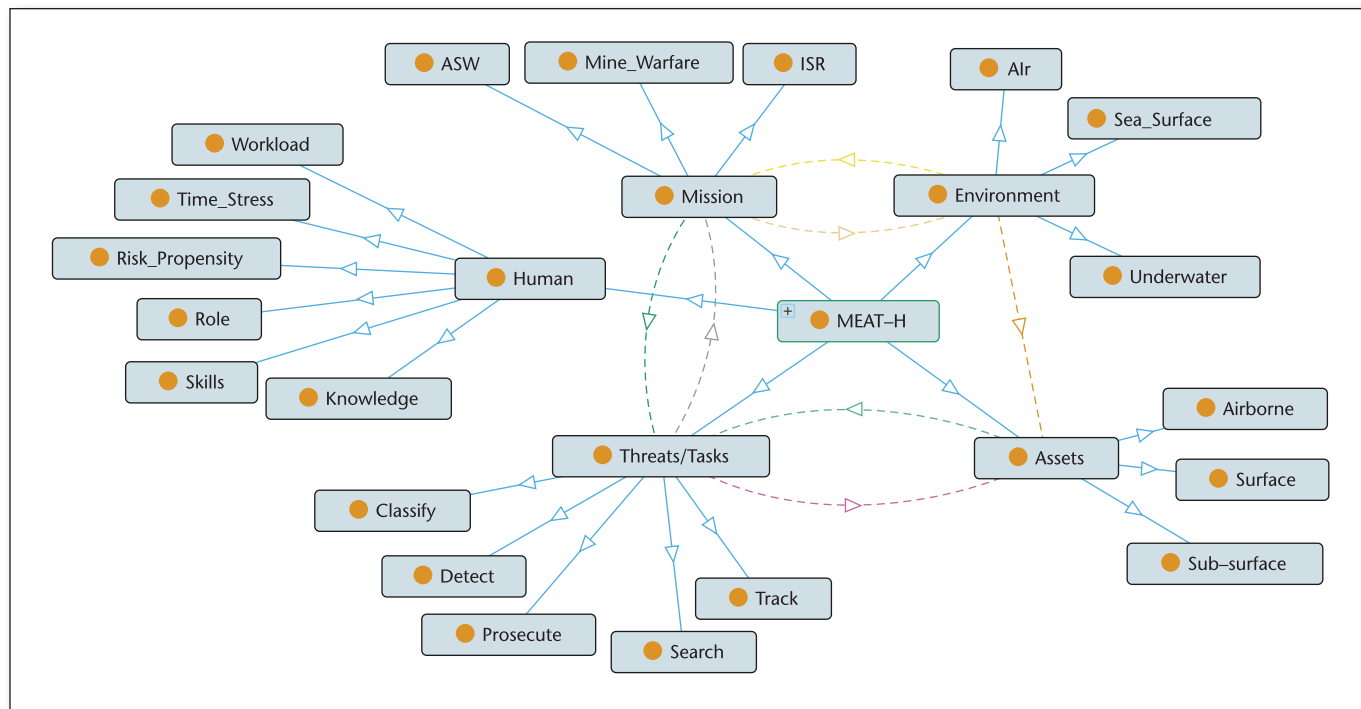 ASW
Mine_Warfare
ISR
AIr
Sea_Surface
Workload
Mission
Environment
Time_Stress
Risk_Propensity
Human
Underwater
Role
+
MEAT–H
Skills
Knowledge
Airborne
Threats/Tasks
Assets
Surface
Classify
Detect
Sub–surface
Track
Prosecute
Search